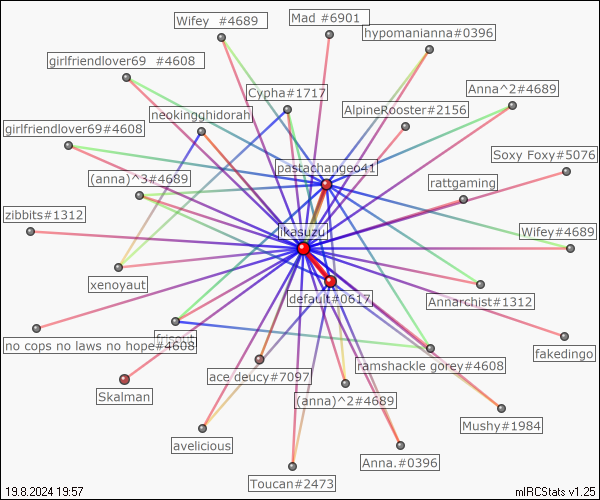 Wifey #4689
Mad #6901
hypomanianna#0396
girlfriendlover69 #4608
Cypha#1717
Anna^2#4689
neokingghidorah
AlpineRooster#2156
girlfriendlover69#4608
Soxy Foxy#5076
pastachangeo41
(anna)^3#4689
rattgaming
zibbits#1312
ikasuzu
Wifey#4689
xenoyaut
default#0617
Annarchist#1312
no cops no laws no hope#4608
fakedingo
ramshackle gorey#4608
ace deucy#7097
Skalman
(anna)^2#4689
Mushy#1984
avelicious
Anna.#0396
Toucan#2473
19.8.2024 19:57
mIRCStats v1.25